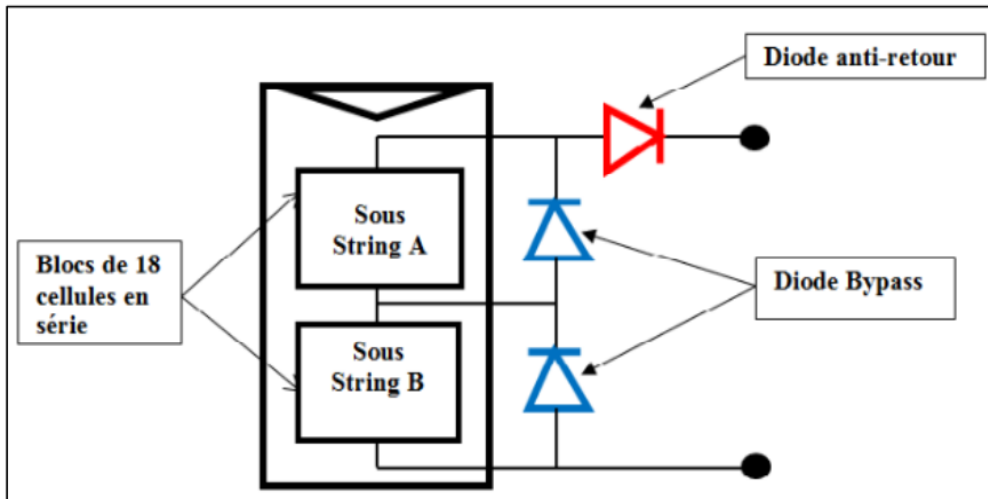 Diode anti-retour
Sous
String A
Blocs de 18
cellules en
série
Diode Bypass
Sous
String B